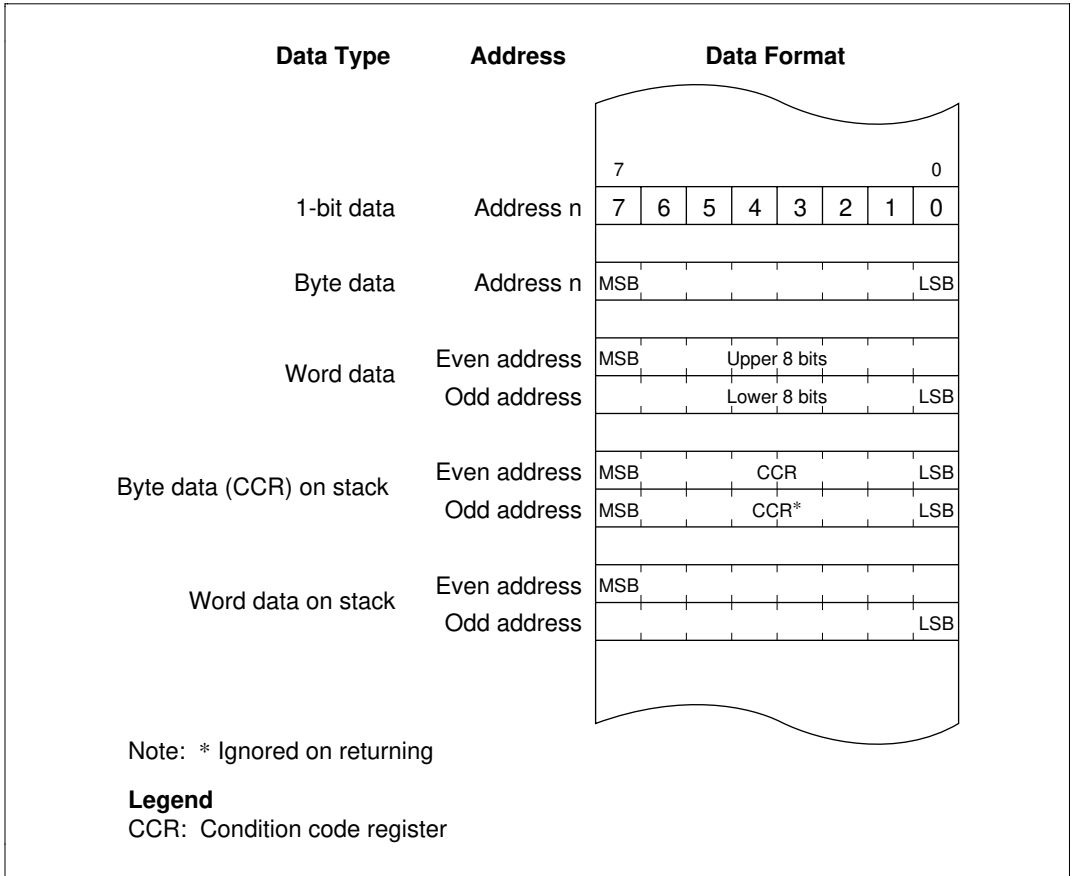 Data Type Address Data Format
7 0
1-bit data Address n 7 6 5 4 3 2 1 0
Byte data Address n MSB LSB
Word data
Even address MSB Upper 8 bits
Odd address Lower 8 bits LSB
Byte data (CCR) on stack
Even address MSB CCR LSB
Odd address MSB CCR* LSB
Word data on stack
Even address MSB
Odd address LSB
Note: * Ignored on returning
Legend
CCR: Condition code register